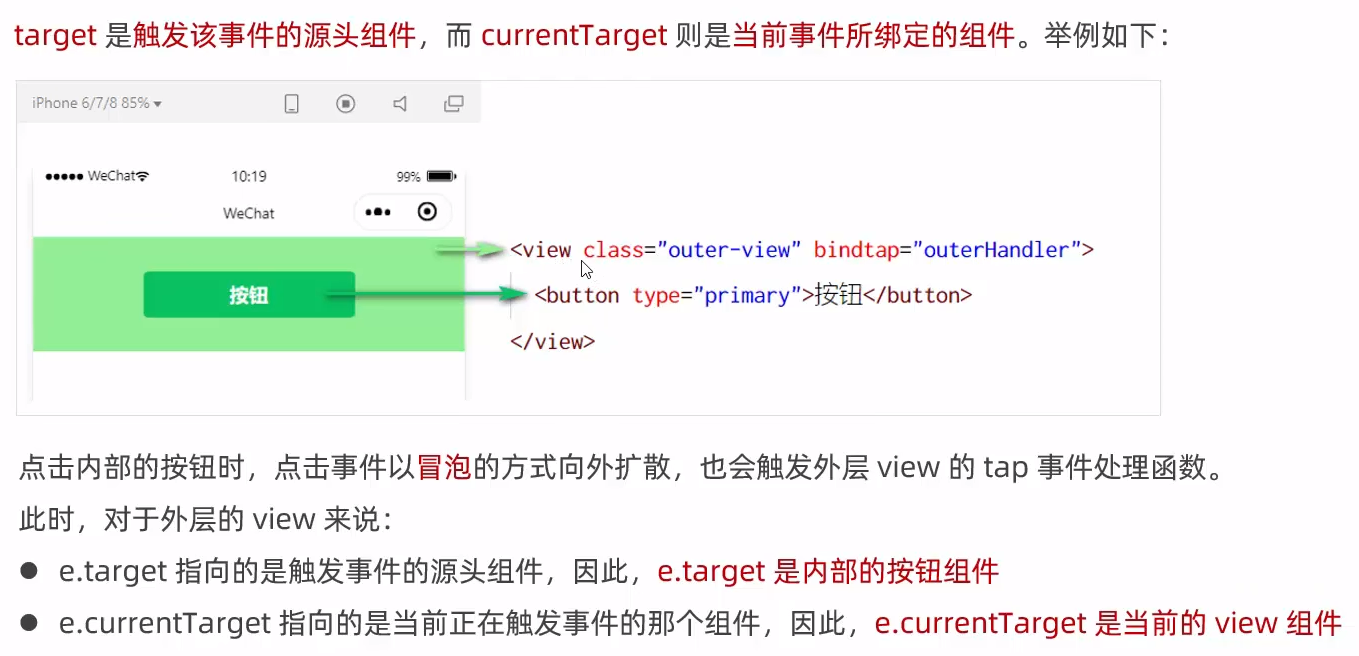 target 是触发该事件的源头组件，而 currentTarget 则是当前事件所绑定的组件。举例如下：
iPhone 6/7/8 85%
WeChat 10:19 99%
WeChat
<view class="outer-view" bindtap="outerHandler">
按钮 <button type="primary">按钮</button>
</view>
点击内部的按钮时，点击事件以冒泡的方式向外扩散，也会触发外层 view 的 tap 事件处理函数。
此时，对于外层的 view 来说：
● e.target 指向的是触发事件的源头组件，因此，e.target 是内部的按钮组件
● e.currentTarget 指向的是当前正在触发事件的那个组件，因此，e.currentTarget 是当前的 view 组件